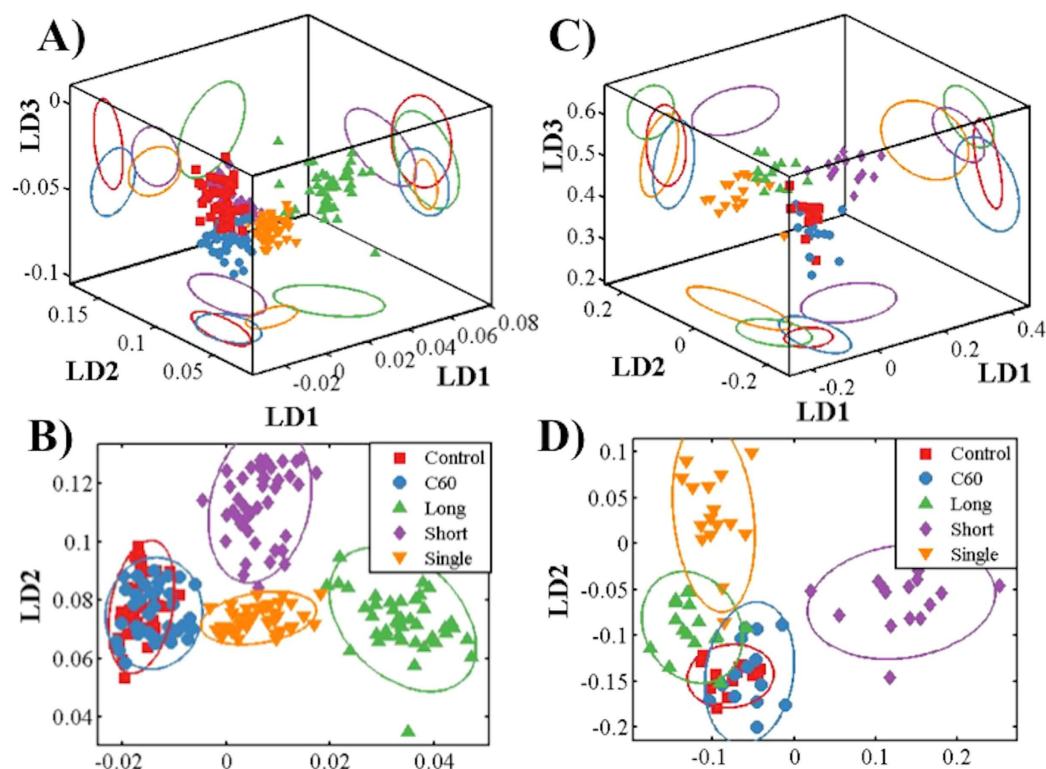 A)
LD3
0
-0.05
-0.1
0.15
0.1
0.05
LD2
-0.02
0
0.02
0.04
0.06
0.08
LD1
C)
LD3
0.6
0.5
0.4
0.3
0.2
0.2
0
-0.2
LD2
-0.2
0
0.2
0.4
LD1
B)
LD1
LD2
0.12
0.1
0.08
0.06
0.04
-0.02 0 0.02 0.04
Control
C60
Long
Short
Single
D)
LD1
LD2
0.1
0.05
0
-0.05
-0.1
-0.15
-0.2
-0.1 0 0.1 0.2
Control
C60
Long
Short
Single